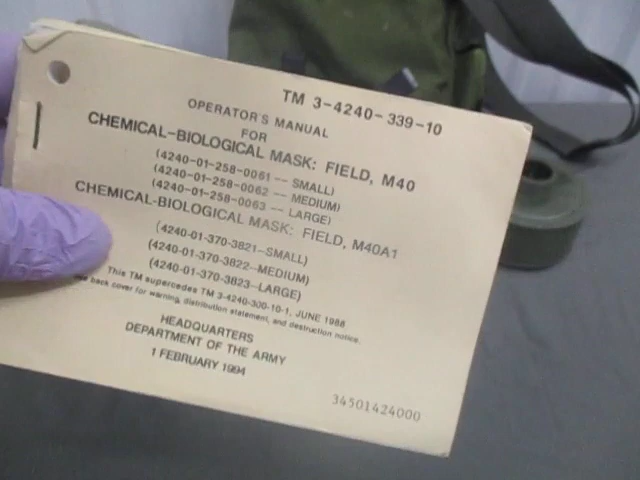 TM 3-4240-339-10
OPERATOR'S MANUAL
FOR
CHEMICAL-BIOLOGICAL MASK: FIELD, M40
(4240-01-258-0061 -- SMALL)
(4240-01-258-0062 -- MEDIUM)
(4240-01-258-0063 -- LARGE)
CHEMICAL-BIOLOGICAL MASK: FIELD, M40A1
(4240-01-370-3821--SMALL)
(4240-01-370-3822--MEDIUM)
(4240-01-370-3823--LARGE)
This TM supercedes TM 3-4240-300-10-1, JUNE 1988
back cover for warning, distribution statement, and destruction notice.
HEADQUARTERS
DEPARTMENT OF THE ARMY
1 FEBRUARY 1994
34501424000